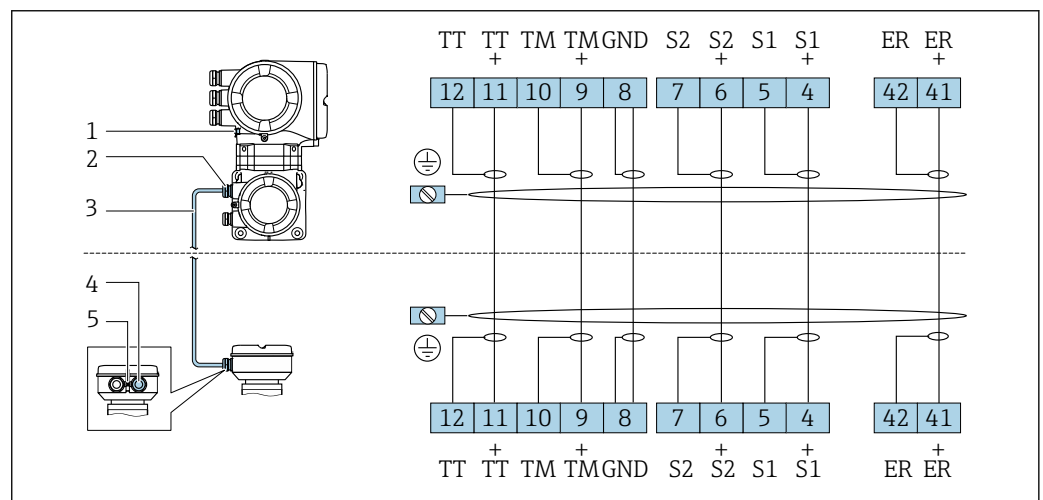 TT TT TM TM GND S2 S2 S1 S1 ER ER
+ + + + +
12 11 10 9 8 7 6 5 4 42 41
1
2
3
4
5
12 11 10 9 8 7 6 5 4 42 41
+ + + + +
TT TT TM TM GND S2 S2 S1 S1 ER ER